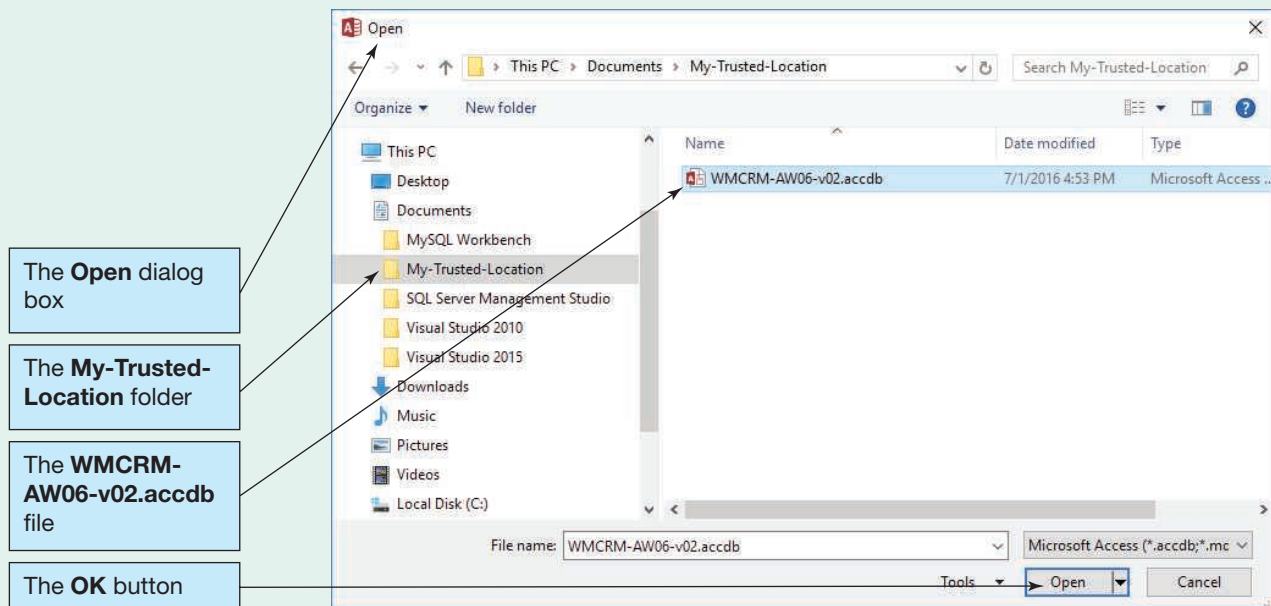 Open
This PC > Documents > My-Trusted-Location
Search My-Trusted-Location
Organize
New folder
This PC
Desktop
Documents
MySQL Workbench
My-Trusted-Location
SQL Server Management Studio
Visual Studio 2010
Visual Studio 2015
Downloads
Music
Pictures
Videos
Local Disk (C:)
Name Date modified Type
WMCRM-AW06-v02.accdb 7/1/2016 4:53 PM Microsoft Access ..
File name: WMCRM-AW06-v02.accdb
Microsoft Access (*.accdb;*.mc
Tools Open Cancel
The Open dialog
box
The My-Trusted-
Location folder
The WMCRM-
AW06-v02.accdb
file
The OK button